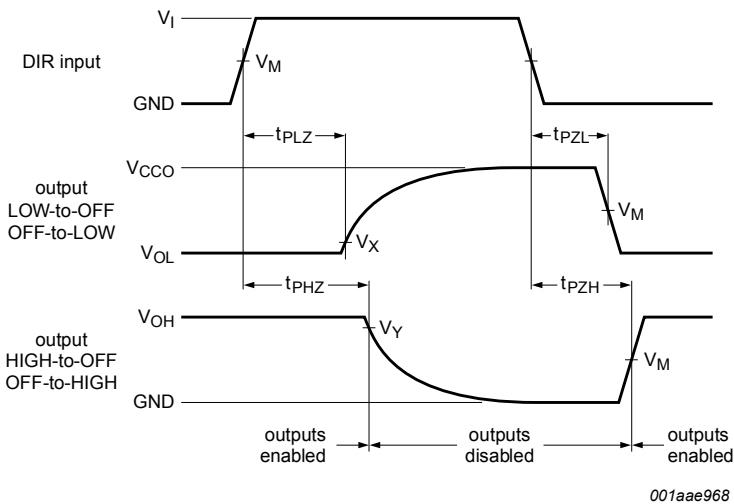 V_I
DIR input
V_M
GND
t_PLZ
t_PZL
V_CCO
output
LOW-to-OFF
OFF-to-LOW
V_M
V_X
V_OL
t_PHZ
t_PZH
V_OH
V_Y
output
HIGH-to-OFF
OFF-to-HIGH
V_M
GND
outputs
enabled
outputs
disabled
outputs
enabled
001aae968